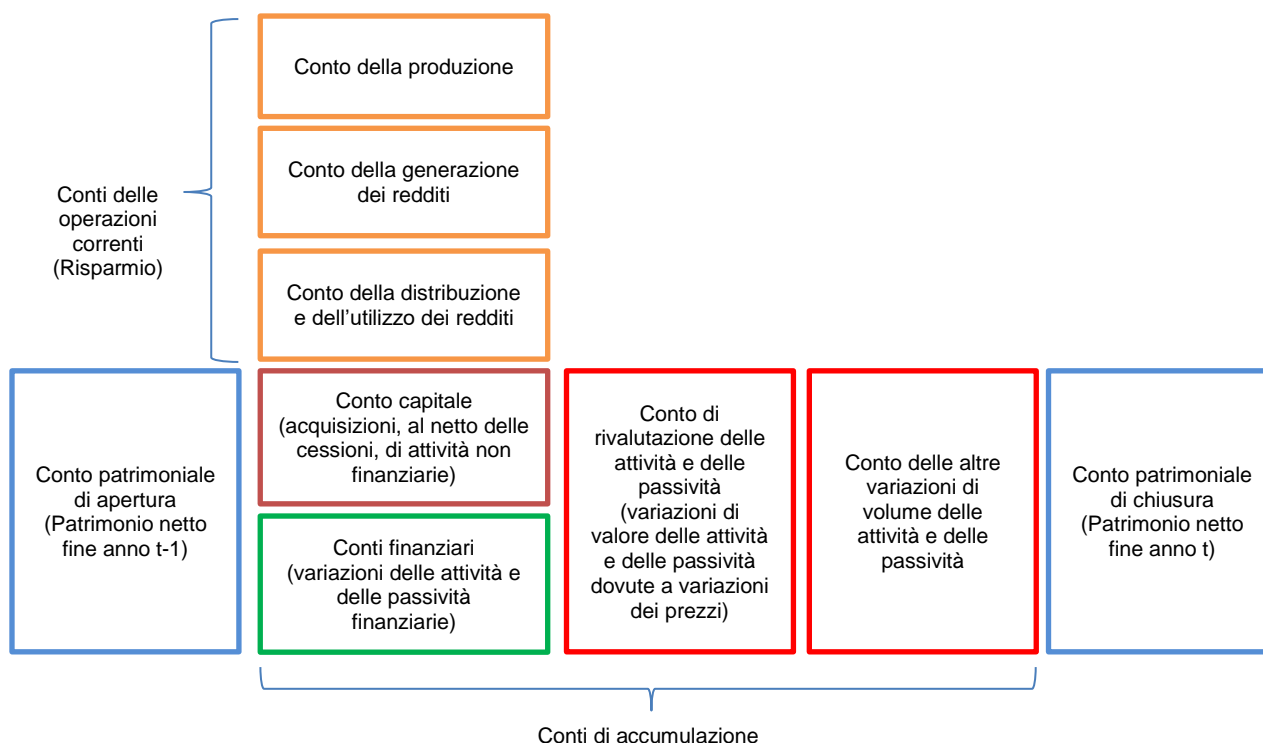 Conto della produzione
Conto della generazione
dei redditi
Conti delle
operazioni
correnti
(Risparmio)
Conto della distribuzione
e dell’utilizzo dei redditi
Conto patrimoniale
di apertura
(Patrimonio netto
fine anno t-1)
Conto capitale
(acquisizioni, al netto delle
cessioni, di attività non
finanziarie)
Conti finanziari
(variazioni delle attività e
delle passività
finanziarie)
Conto di
rivalutazione delle
attività e delle
passività
(variazioni di
valore delle attività
e delle passività
dovute a variazioni
dei prezzi)
Conto delle altre
variazioni di
volume delle
attività e delle
passività
Conto patrimoniale
di chiusura
(Patrimonio netto
fine anno t)
Conti di accumulazione